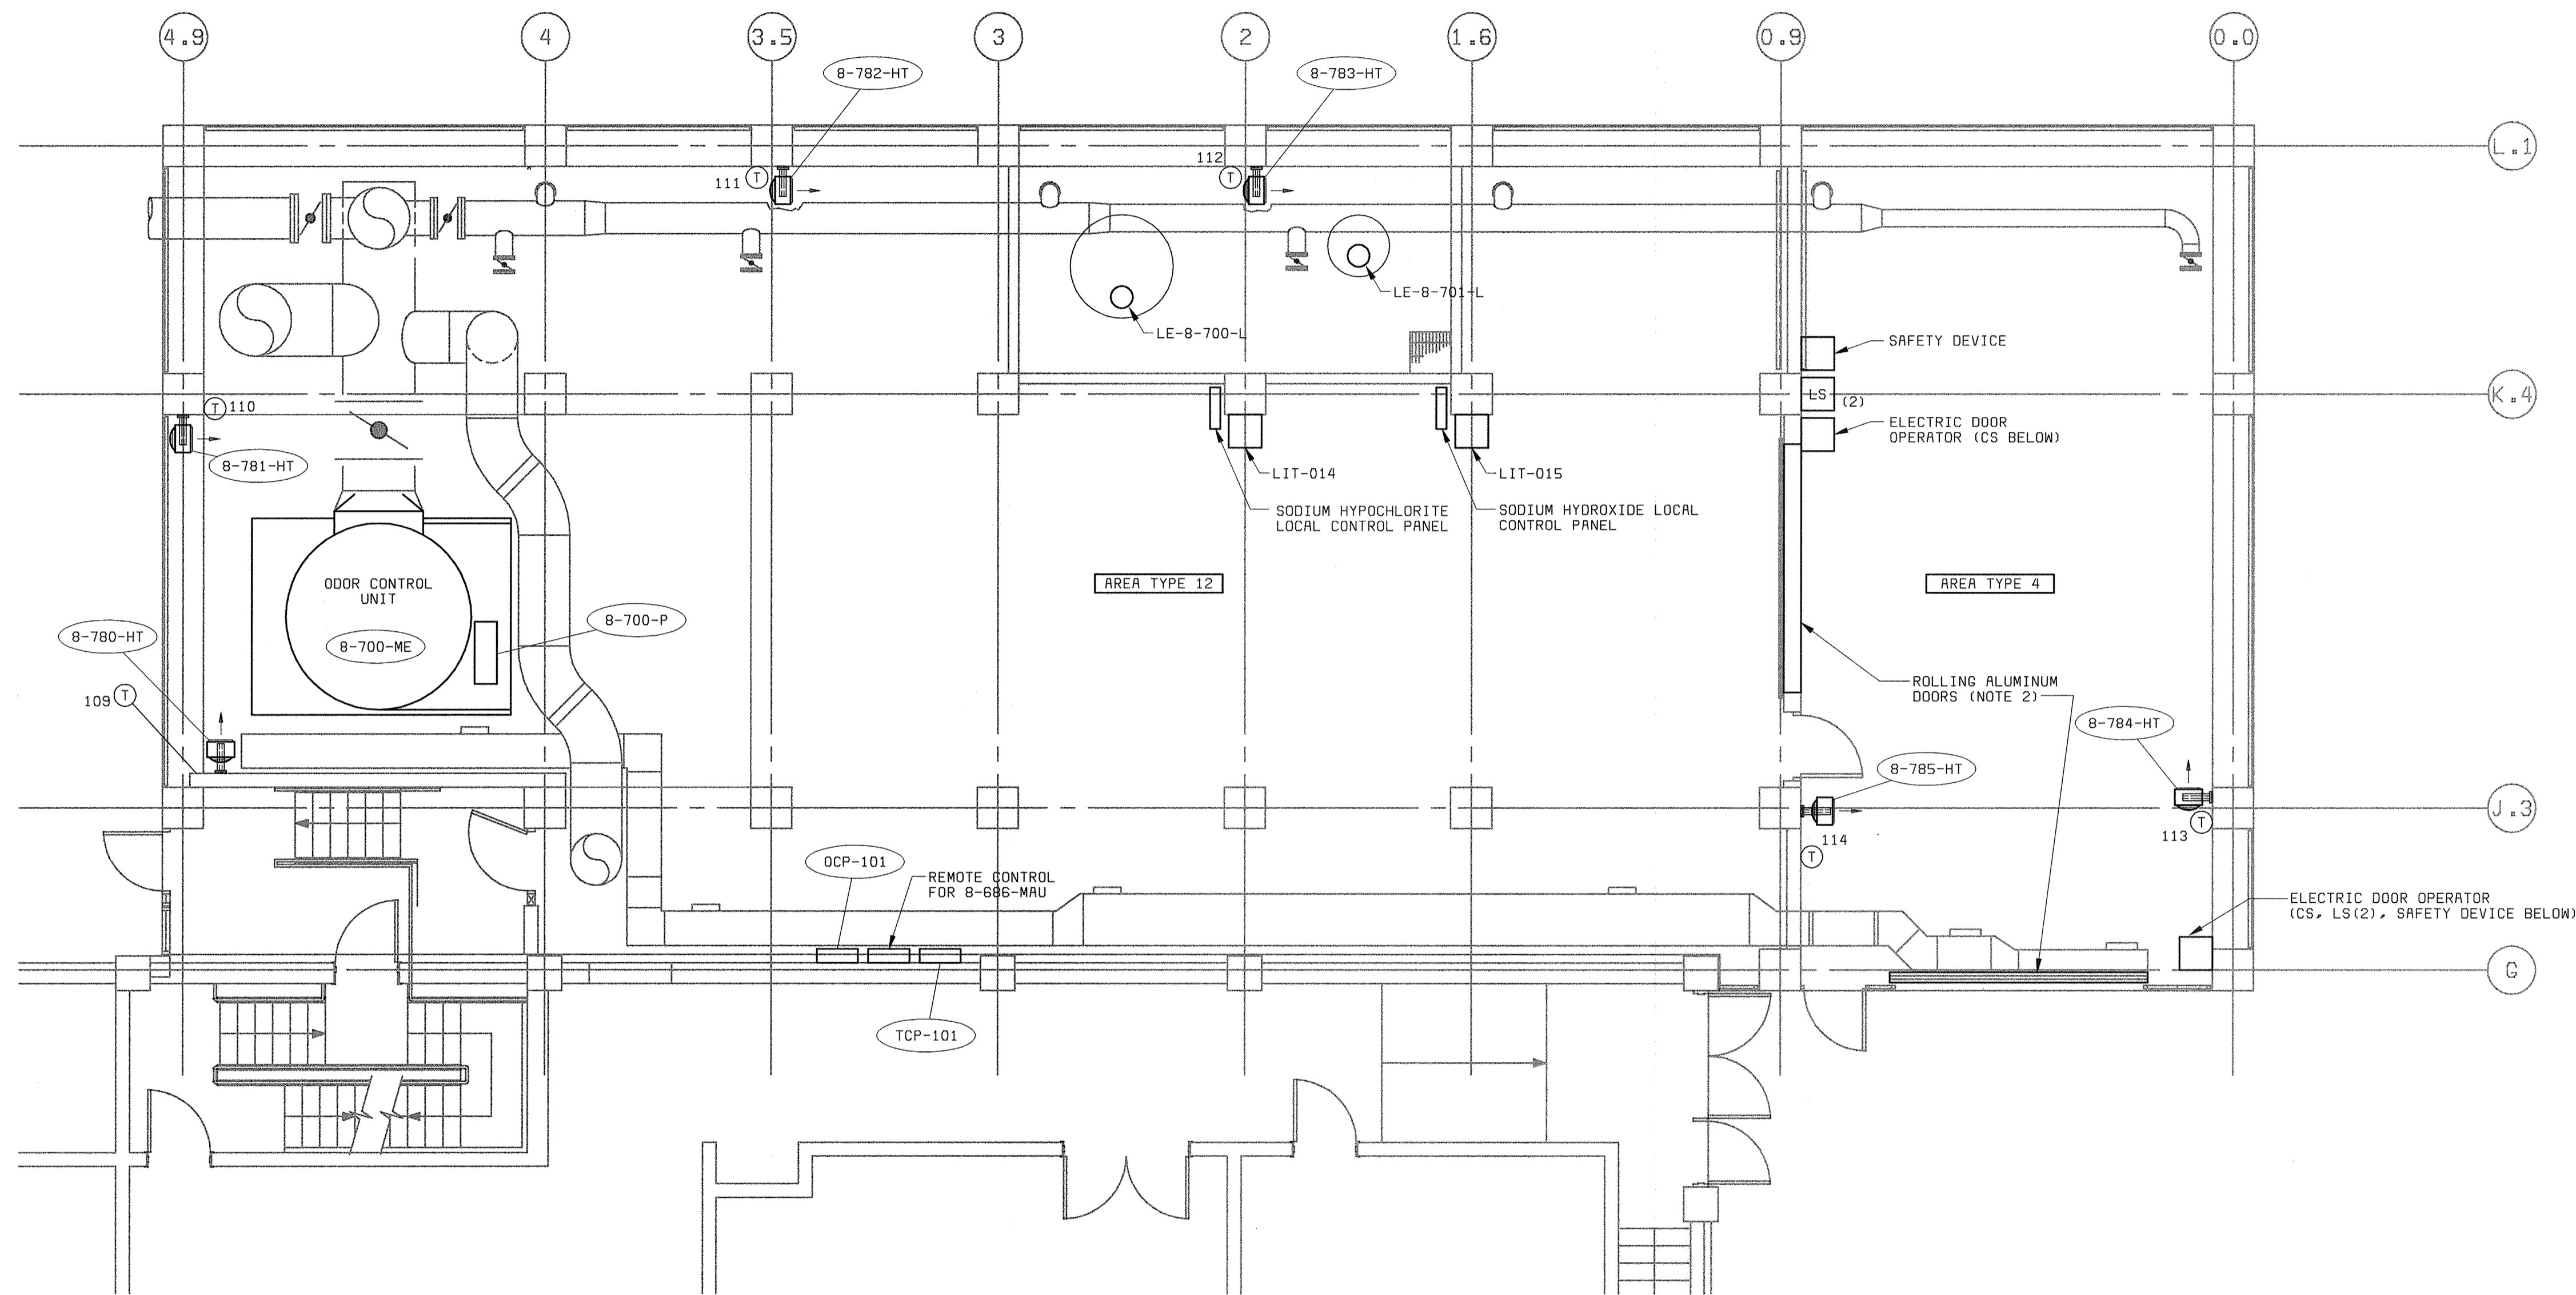 4.9 4 3.5 3 2 1.6 0.9 0.0
8-782-HT
8-783-HT
L.1
112
T
111
T
LE-8-701-L
LE-8-700-L
SAFETY DEVICE
K.4
LS
(2)
T
110
ELECTRIC DOOR
OPERATOR (CS BELOW)
8-781-HT
LIT-014
LIT-015
SODIUM HYPOCHLORITE
LOCAL CONTROL PANEL
SODIUM HYDROXIDE LOCAL
CONTROL PANEL
ODOR CONTROL
UNIT
AREA TYPE 12
AREA TYPE 4
8-700-P
8-780-HT
8-700-ME
109
T
ROLLING ALUMINUM
DOORS (NOTE 2)
8-784-HT
8-785-HT
J.3
T
113
114
T
OCP-101
REMOTE CONTROL
FOR 8-686-MAU
ELECTRIC DOOR OPERATOR
(CS, LS(2), SAFETY DEVICE BELOW)
G
TCP-101